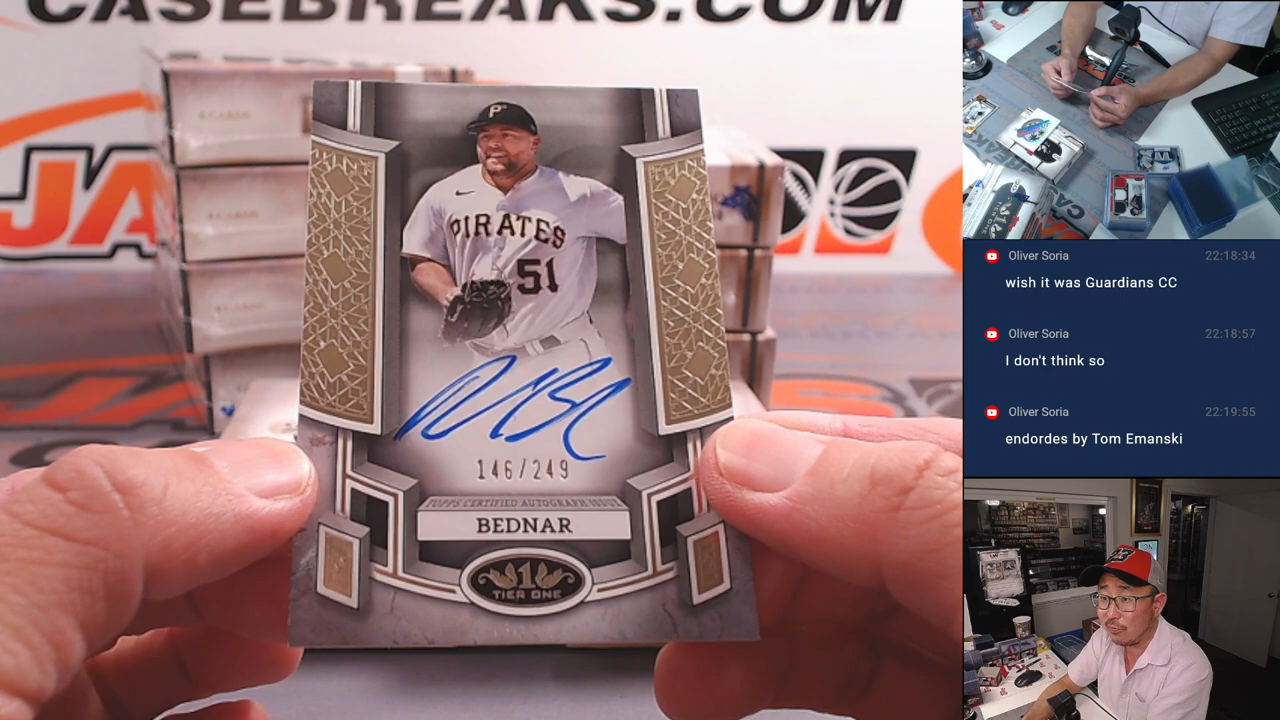 CASEBREAKS.COM
JA
P
PIRATES
51
146/249
TOPPS CERTIFIED AUTOGRAPH ISSUE
BEDNAR
1
TIER ONE
Oliver Soria 22:18:34
wish it was Guardians CC
Oliver Soria 22:18:57
I don't think so
Oliver Soria 22:19:55
endordes by Tom Emanski